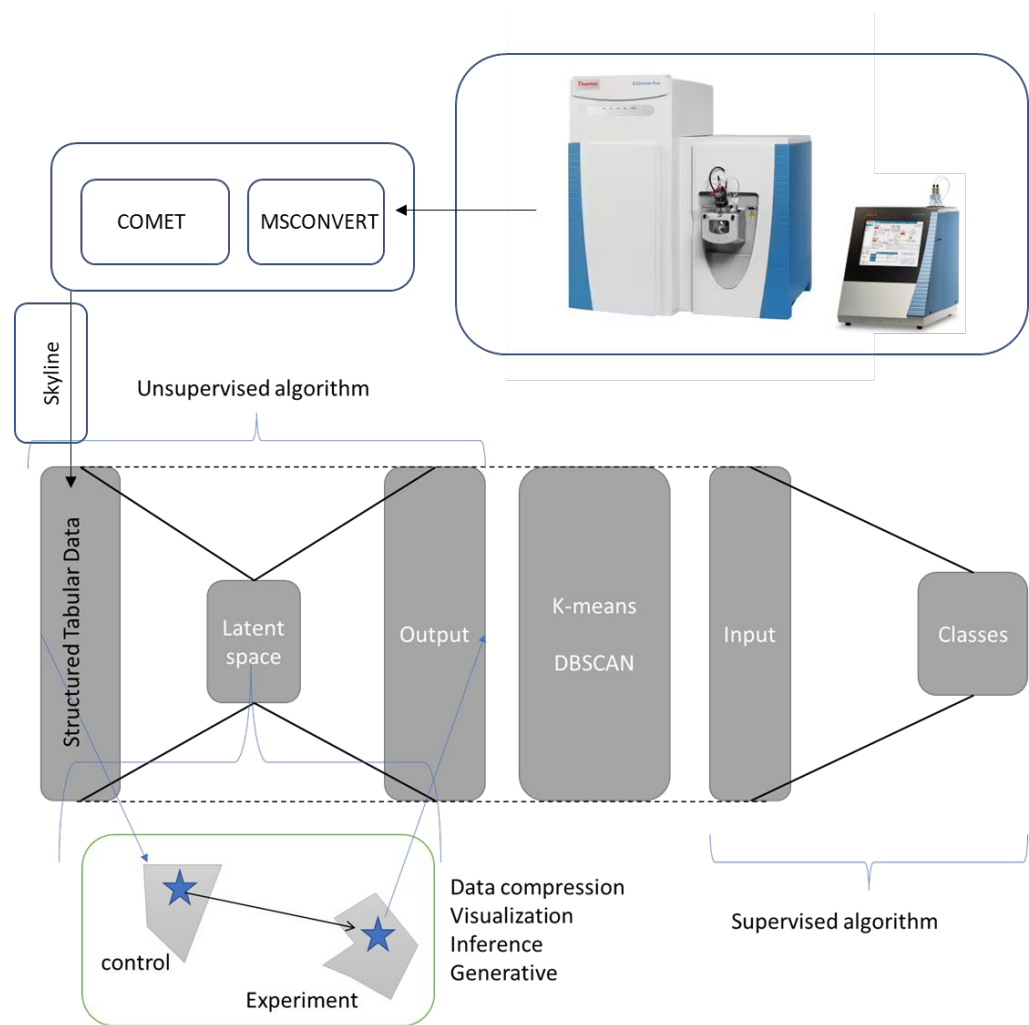 Thermo
COMET
MSCONVERT
Skyline
Unsupervised algorithm
Structured Tabular Data
Latent
space
Output
K-means
DBSCAN
Input
Classes
control
Experiment
Data compression
Visualization
Inference
Generative
Supervised algorithm